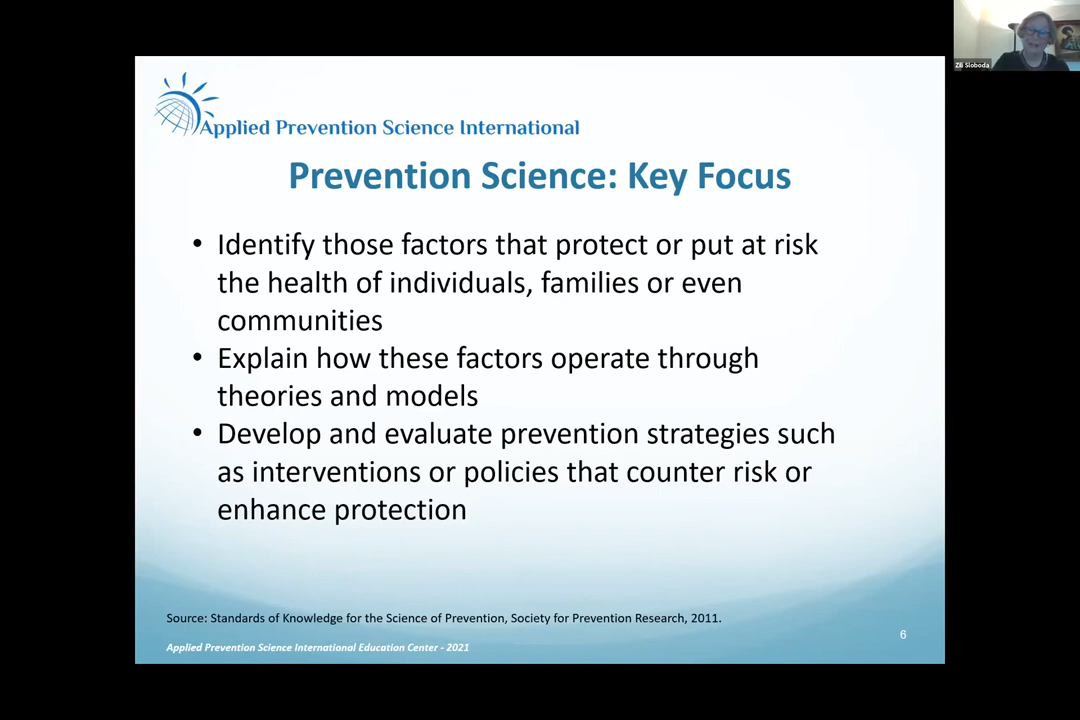 Zili Sloboda
Applied Prevention Science International
Prevention Science: Key Focus
• Identify those factors that protect or put at risk
the health of individuals, families or even
communities
• Explain how these factors operate through
theories and models
• Develop and evaluate prevention strategies such
as interventions or policies that counter risk or
enhance protection
Source: Standards of Knowledge for the Science of Prevention, Society for Prevention Research, 2011.
6
Applied Prevention Science International Education Center - 2021